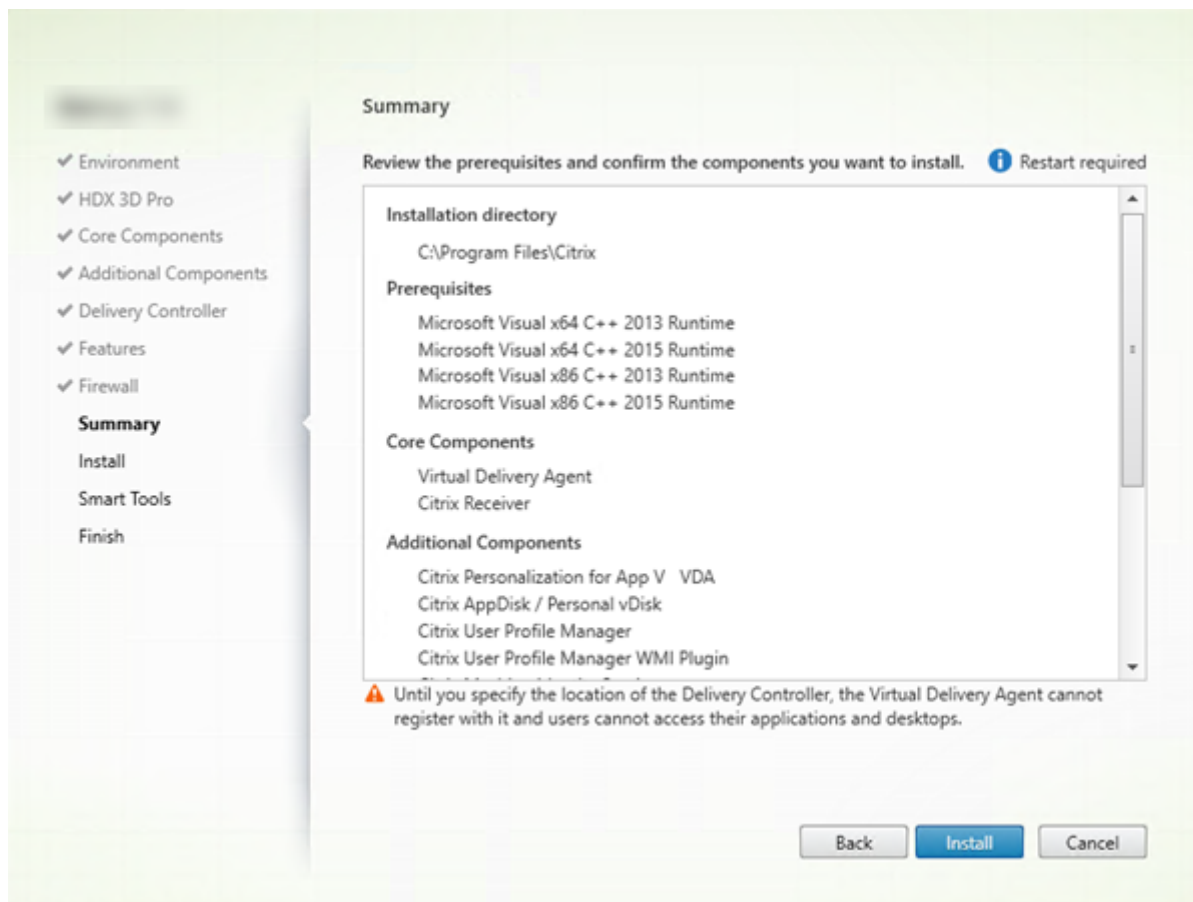 Summary
Review the prerequisites and confirm the components you want to install.
Restart required
Environment
HDX 3D Pro
Core Components
Additional Components
Delivery Controller
Features
Firewall
Summary
Install
Smart Tools
Finish
Installation directory
C:\Program Files\Citrix
Prerequisites
Microsoft Visual x64 C++ 2013 Runtime
Microsoft Visual x64 C++ 2015 Runtime
Microsoft Visual x86 C++ 2013 Runtime
Microsoft Visual x86 C++ 2015 Runtime
Core Components
Virtual Delivery Agent
Citrix Receiver
Additional Components
Citrix Personalization for App V VDA
Citrix AppDisk / Personal vDisk
Citrix User Profile Manager
Citrix User Profile Manager WMI Plugin
Until you specify the location of the Delivery Controller, the Virtual Delivery Agent cannot
register with it and users cannot access their applications and desktops.
Back
Install
Cancel